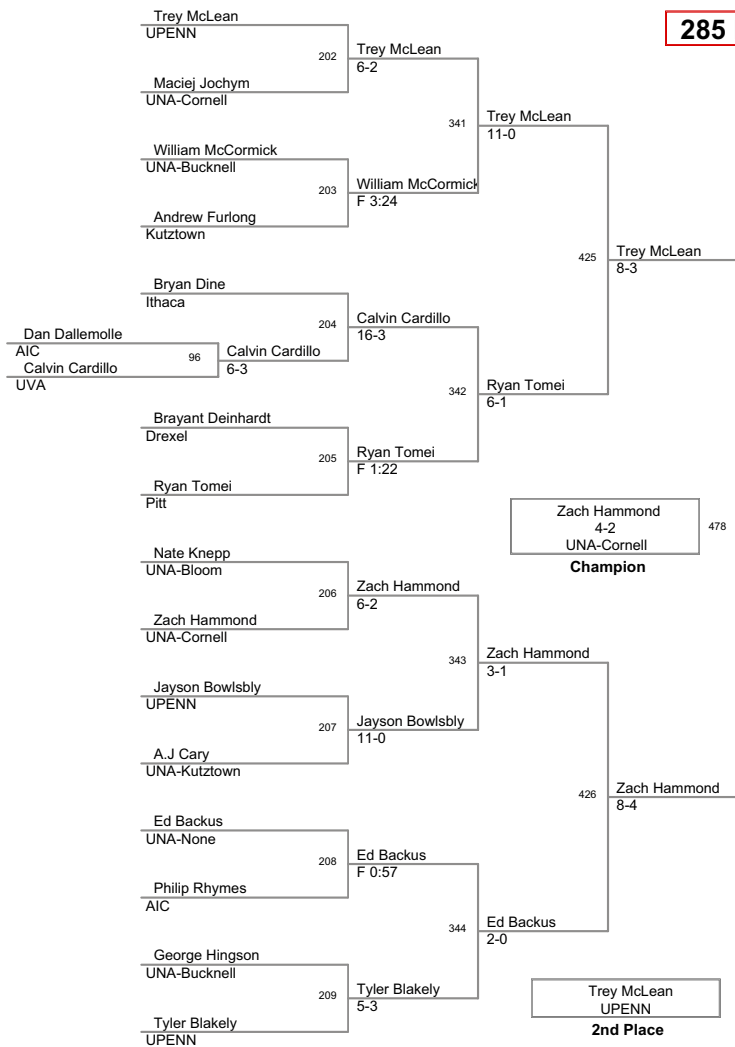 285
Trey McLean
UPENN
202
Maciej Jochym
UNA-Cornell
Trey McLean
6-2
341
William McCormick
UNA-Bucknell
203
Andrew Furlong
Kutztown
William McCormick
F 3:24
Trey McLean
11-0
425
Bryan Dine
Ithaca
204
Dan Dallemolle
AIC
96
Calvin Cardillo
UVA
Calvin Cardillo
6-3
Calvin Cardillo
16-3
342
Brayant Deinhardt
Drexel
205
Ryan Tomei
Pitt
Ryan Tomei
F 1:22
Ryan Tomei
6-1
Trey McLean
8-3
Zach Hammond
4-2
UNA-Cornell
478
Champion
Nate Knepp
UNA-Bloom
206
Zach Hammond
UNA-Cornell
Zach Hammond
6-2
343
Jayson Bowlsbly
UPENN
207
A.J Cary
UNA-Kutztown
Jayson Bowlsbly
11-0
Zach Hammond
3-1
426
Ed Backus
UNA-None
208
Philip Rhymes
AIC
Ed Backus
F 0:57
344
George Hingson
UNA-Bucknell
209
Tyler Blakely
UPENN
Tyler Blakely
5-3
Ed Backus
2-0
Zach Hammond
8-4
Trey McLean
UPENN
2nd Place